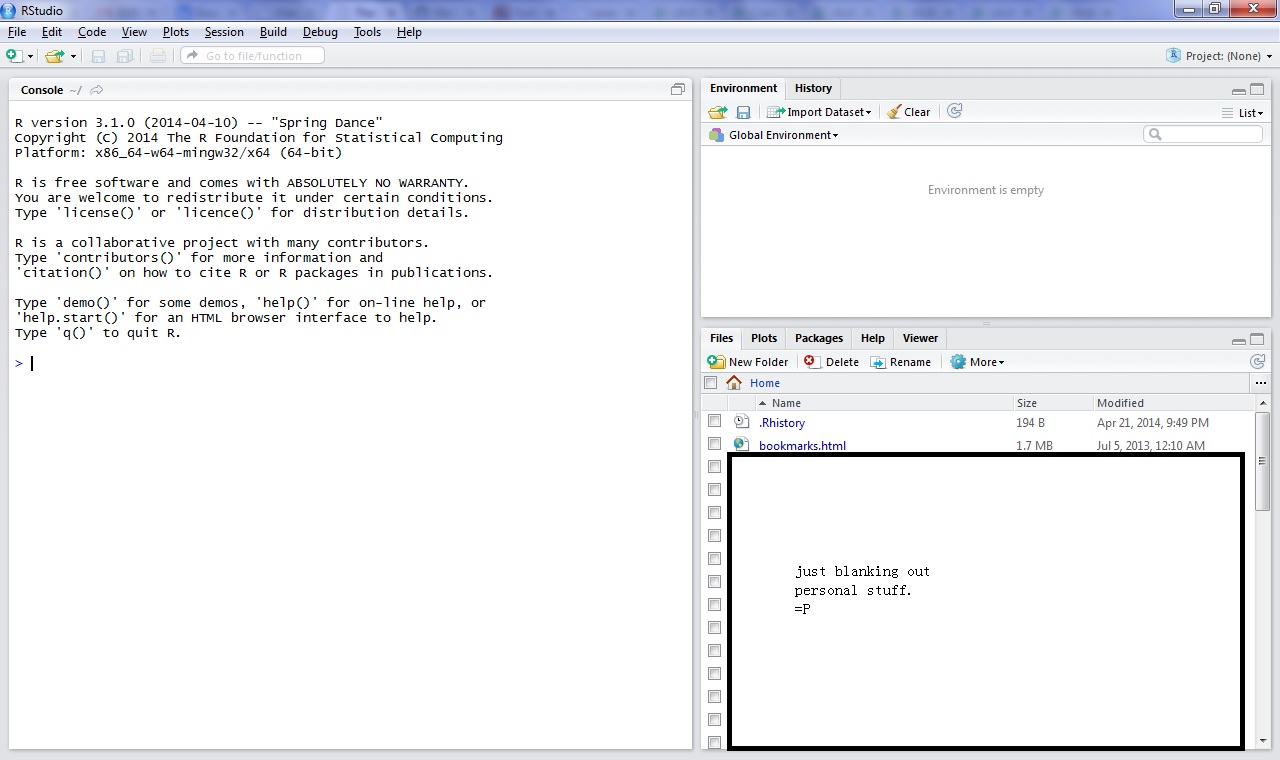 RStudio
File Edit Code View Plots Session Build Debug Tools Help
Go to file/function
Project: (None)
Console ~/
R version 3.1.0 (2014-04-10) -- "Spring Dance"
Copyright (C) 2014 The R Foundation for Statistical Computing
Platform: x86_64-w64-mingw32/x64 (64-bit)
R is free software and comes with ABSOLUTELY NO WARRANTY.
You are welcome to redistribute it under certain conditions.
Type 'license()' or 'licence()' for distribution details.
R is a collaborative project with many contributors.
Type 'contributors()' for more information and
'citation()' on how to cite R or R packages in publications.
Type 'demo()' for some demos, 'help()' for on-line help, or
'help.start()' for an HTML browser interface to help.
Type 'q()' to quit R.
>
Environment History
Import Dataset Clear List
Global Environment
Environment is empty
Files Plots Packages Help Viewer
New Folder Delete Rename More
Home ...
Name Size Modified
.Rhistory 194 B Apr 21, 2014, 9:49 PM
bookmarks.html 1.7 MB Jul 5, 2013, 12:10 AM
just blanking out
personal stuff.
=P